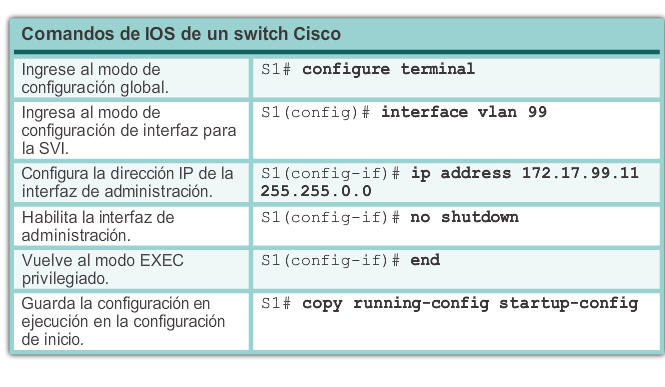 Comandos de IOS de un switch Cisco
Ingrese al modo de
configuración global.
S1# configure terminal
Ingresa al modo de
configuración de interfaz para
la SVI.
S1(config)# interface vlan 99
Configura la dirección IP de la
interfaz de administración.
S1(config-if)# ip address 172.17.99.11
255.255.0.0
Habilita la interfaz de
administración.
S1(config-if)# no shutdown
Vuelve al modo EXEC
privilegiado.
S1(config-if)# end
Guarda la configuración en
ejecución en la configuración
de inicio.
S1# copy running-config startup-config